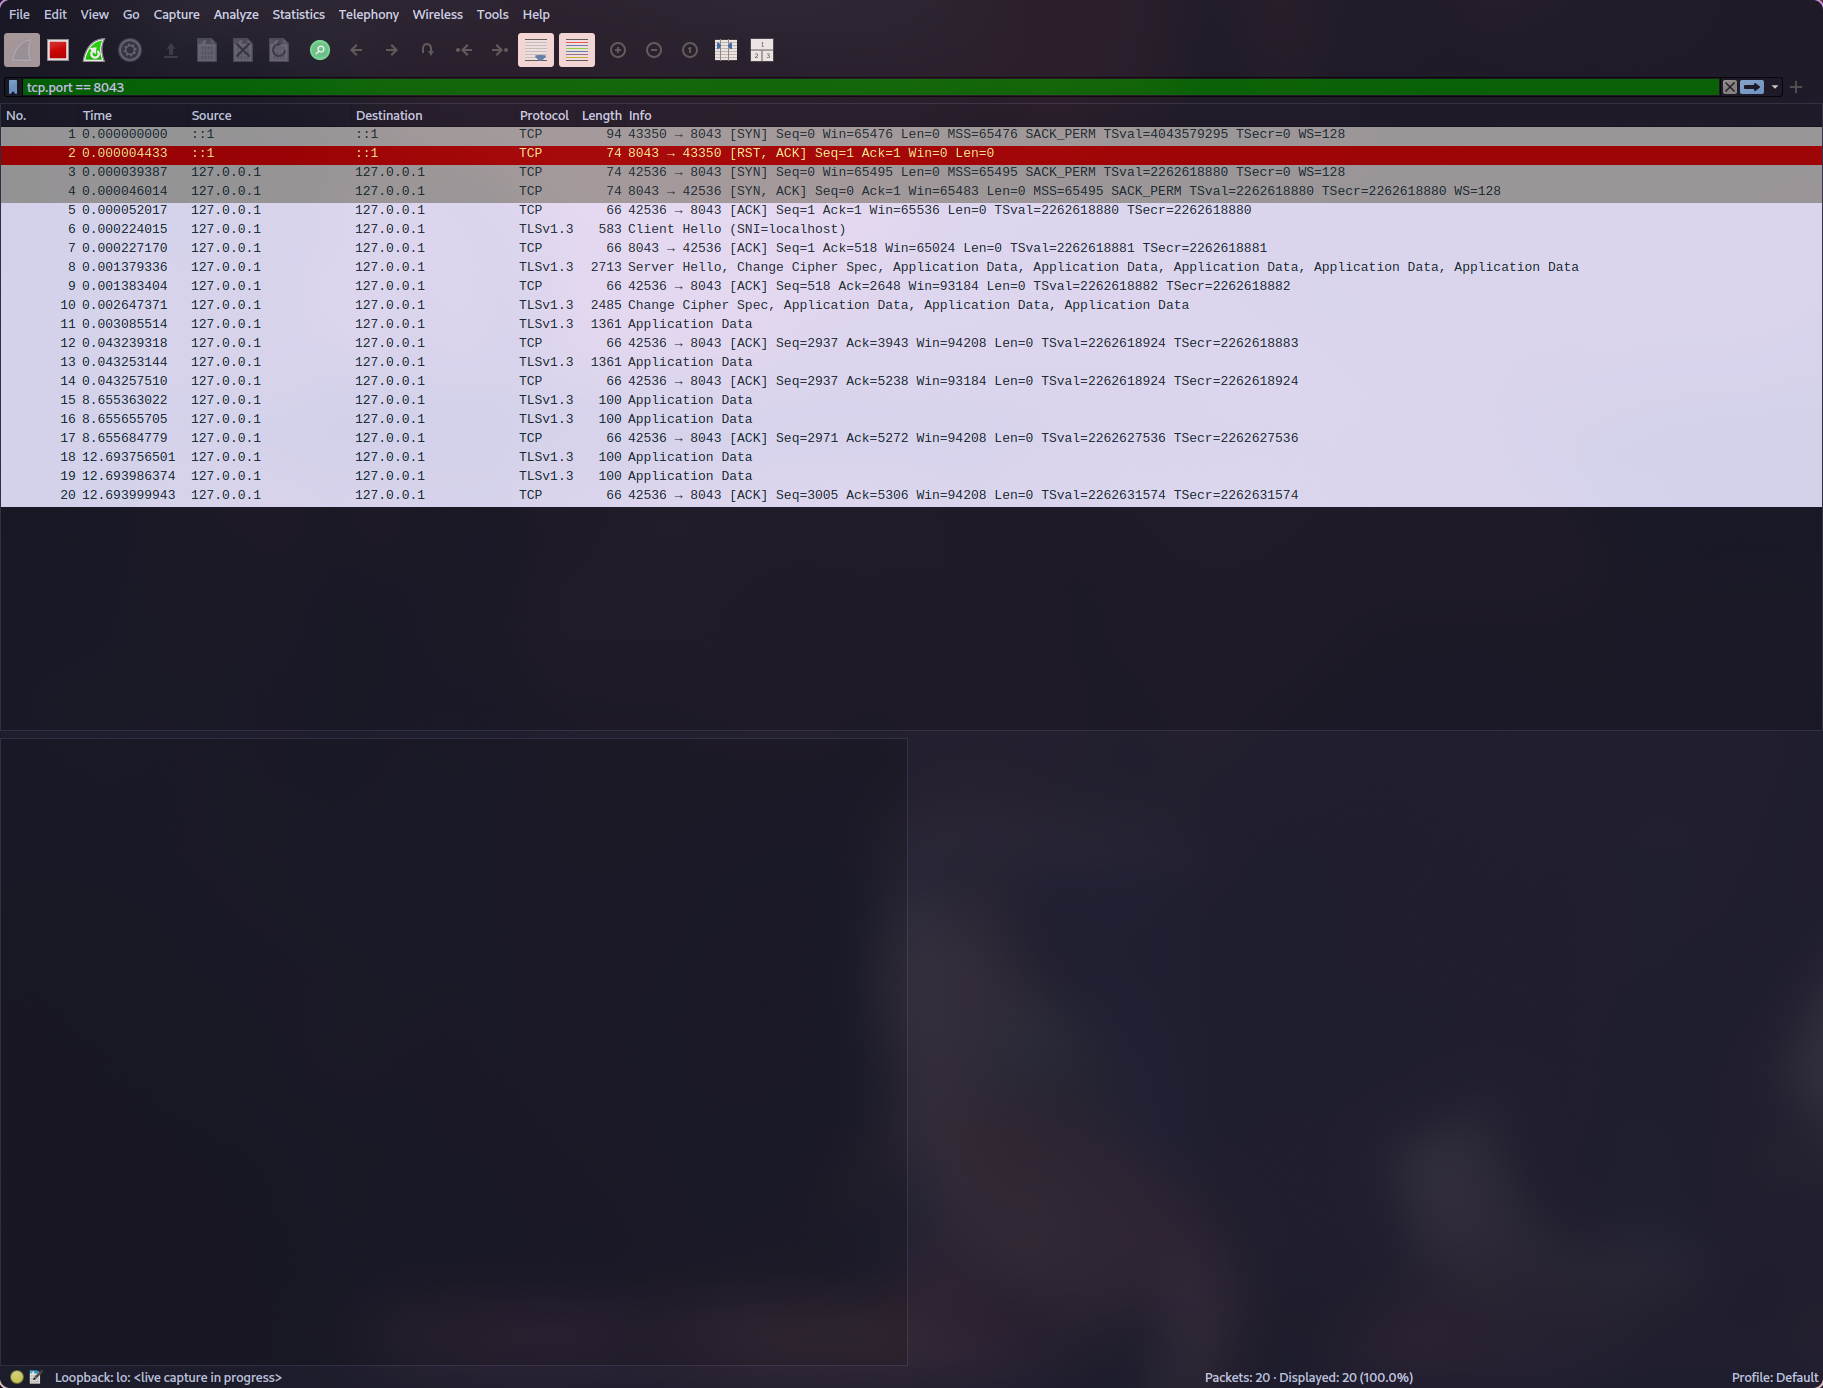 File Edit View Go Capture Analyze Statistics Telephony Wireless Tools Help
tcp.port == 8043
No. Time Source Destination Protocol Length Info
1 0.000000000 ::1 ::1 TCP 94 43350 → 8043 [SYN] Seq=0 Win=65476 Len=0 MSS=65476 SACK_PERM TSval=4043579295 TSecr=0 WS=128
2 0.000004433 ::1 ::1 TCP 74 8043 → 43350 [RST, ACK] Seq=1 Ack=1 Win=0 Len=0
3 0.000039387 127.0.0.1 127.0.0.1 TCP 74 42536 → 8043 [SYN] Seq=0 Win=65495 Len=0 MSS=65495 SACK_PERM TSval=2262618880 TSecr=0 WS=128
4 0.000046014 127.0.0.1 127.0.0.1 TCP 74 8043 → 42536 [SYN, ACK] Seq=0 Ack=1 Win=65483 Len=0 MSS=65495 SACK_PERM TSval=2262618880 TSecr=2262618880 WS=128
5 0.000052017 127.0.0.1 127.0.0.1 TCP 66 42536 → 8043 [ACK] Seq=1 Ack=1 Win=65536 Len=0 TSval=2262618880 TSecr=2262618880
6 0.000224015 127.0.0.1 127.0.0.1 TLSv1.3 583 Client Hello (SNI=localhost)
7 0.000227170 127.0.0.1 127.0.0.1 TCP 66 8043 → 42536 [ACK] Seq=1 Ack=518 Win=65024 Len=0 TSval=2262618881 TSecr=2262618881
8 0.001379336 127.0.0.1 127.0.0.1 TLSv1.3 2713 Server Hello, Change Cipher Spec, Application Data, Application Data, Application Data, Application Data, Application Data
9 0.001383404 127.0.0.1 127.0.0.1 TCP 66 42536 → 8043 [ACK] Seq=518 Ack=2648 Win=93184 Len=0 TSval=2262618882 TSecr=2262618882
10 0.002647371 127.0.0.1 127.0.0.1 TLSv1.3 2485 Change Cipher Spec, Application Data, Application Data, Application Data
11 0.003085514 127.0.0.1 127.0.0.1 TLSv1.3 1361 Application Data
12 0.043239318 127.0.0.1 127.0.0.1 TCP 66 42536 → 8043 [ACK] Seq=2937 Ack=3943 Win=94208 Len=0 TSval=2262618924 TSecr=2262618883
13 0.043253144 127.0.0.1 127.0.0.1 TLSv1.3 1361 Application Data
14 0.043257510 127.0.0.1 127.0.0.1 TCP 66 42536 → 8043 [ACK] Seq=2937 Ack=5238 Win=93184 Len=0 TSval=2262618924 TSecr=2262618924
15 8.655363022 127.0.0.1 127.0.0.1 TLSv1.3 100 Application Data
16 8.655655705 127.0.0.1 127.0.0.1 TLSv1.3 100 Application Data
17 8.655684779 127.0.0.1 127.0.0.1 TCP 66 42536 → 8043 [ACK] Seq=2971 Ack=5272 Win=94208 Len=0 TSval=2262627536 TSecr=2262627536
18 12.693756501 127.0.0.1 127.0.0.1 TLSv1.3 100 Application Data
19 12.693986374 127.0.0.1 127.0.0.1 TLSv1.3 100 Application Data
20 12.693999943 127.0.0.1 127.0.0.1 TCP 66 42536 → 8043 [ACK] Seq=3005 Ack=5306 Win=94208 Len=0 TSval=2262631574 TSecr=2262631574
Loopback: lo: <live capture in progress> Packets: 20 · Displayed: 20 (100.0%) Profile: Default